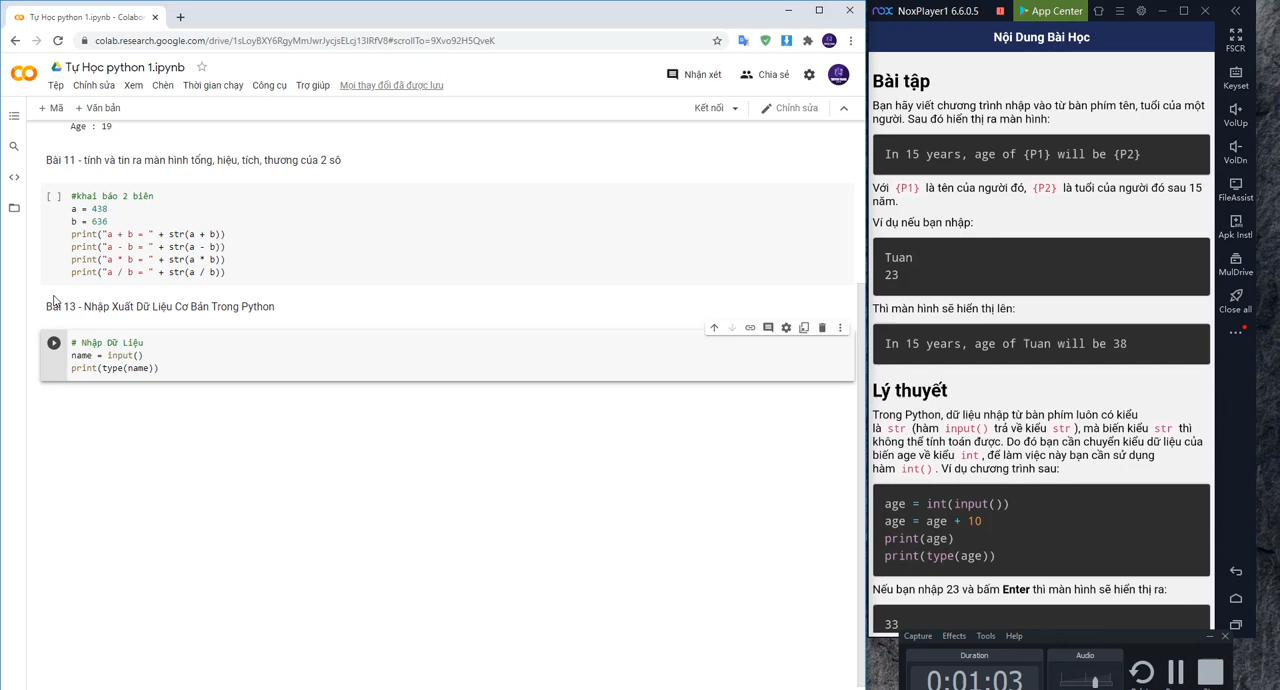 Tự Học python 1.ipynb - Colabo
colab.research.google.com/drive/1sLoyBXY6RgyMmJwrJycjsELcj13IRfV8#scrollTo=9Xvo92H5QveK
Tự Học python 1.ipynb
Tệp Chỉnh sửa Xem Chèn Thời gian chạy Công cụ Trợ giúp Mọi thay đổi đã được lưu
Nhận xét Chia sẻ
+ Mã + Văn bản
Kết nối Chỉnh sửa
Age : 19
Bài 11 - tính và tin ra màn hình tổng, hiệu, tích, thương của 2 số
[ ] #khai báo 2 biên
a = 438
b = 636
print("a + b = " + str(a + b))
print("a - b = " + str(a - b))
print("a * b = " + str(a * b))
print("a / b = " + str(a / b))
Bài 13 - Nhập Xuất Dữ Liệu Cơ Bản Trong Python
# Nhập Dữ Liệu
name = input()
print(type(name))
nox NoxPlayer1 6.6.0.5 App Center
Nội Dung Bài Học
Bài tập
Bạn hãy viết chương trình nhập vào từ bàn phím tên, tuổi của một
người. Sau đó hiển thị ra màn hình:
In 15 years, age of {P1} will be {P2}
Với {P1} là tên của người đó, {P2} là tuổi của người đó sau 15
năm.
Ví dụ nếu bạn nhập:
Tuan
23
Thì màn hình sẽ hiển thị lên:
In 15 years, age of Tuan will be 38
Lý thuyết
Trong Python, dữ liệu nhập từ bàn phím luôn có kiểu
là str (hàm input() trả về kiểu str), mà biến kiểu str thì
không thể tính toán được. Do đó bạn cần chuyển kiểu dữ liệu của
biến age về kiểu int, để làm việc này bạn cần sử dụng
hàm int(). Ví dụ chương trình sau:
age = int(input())
age = age + 10
print(age)
print(type(age))
Nếu bạn nhập 23 và bấm Enter thì màn hình sẽ hiển thị ra:
33
FSCR
Keyset
VolUp
VolDn
FileAssist
Apk Instl
MulDrive
Close all
Capture Effects Tools Help
Duration Audio
0:01:03